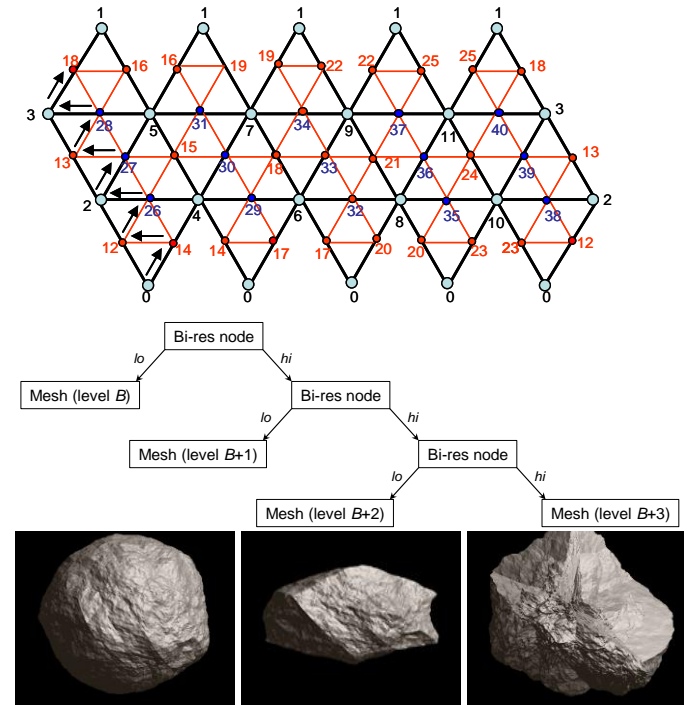 1 1 1 1 1
18 16 16 19 19 22 22 25 25 18
3 28 5 31 7 34 9 37 11 40 3
13 27 15 30 18 33 21 36 24 39 13
2 26 4 29 6 32 8 35 10 38 2
12 14 14 17 17 20 20 23 23 12
0 0 0 0 0
Bi-res node
lo hi
Mesh (level B) Bi-res node
lo hi
Mesh (level B+1) Bi-res node
lo hi
Mesh (level B+2) Mesh (level B+3)